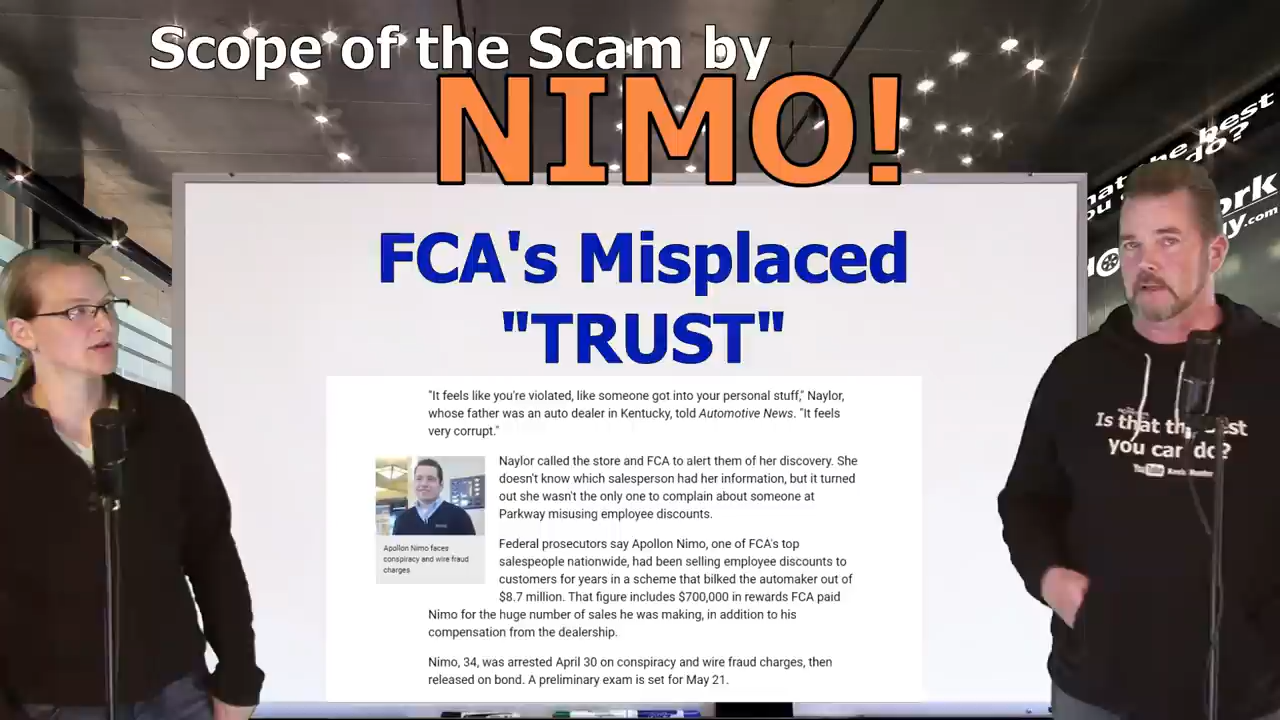 Scope of the Scam by
NIMO!
FCA's Misplaced
"TRUST"
"It feels like you're violated, like someone got into your personal stuff," Naylor,
whose father was an auto dealer in Kentucky, told Automotive News. "It feels
very corrupt."
Naylor called the store and FCA to alert them of her discovery. She
doesn't know which salesperson had her information, but it turned
out she wasn't the only one to complain about someone at
Parkway misusing employee discounts.
Apollon Nimo faces
conspiracy and wire fraud
charges
Federal prosecutors say Apollon Nimo, one of FCA's top
salespeople nationwide, had been selling employee discounts to
customers for years in a scheme that bilked the automaker out of
$8.7 million. That figure includes $700,000 in rewards FCA paid
Nimo for the huge number of sales he was making, in addition to his
compensation from the dealership.
Nimo, 34, was arrested April 30 on conspiracy and wire fraud charges, then
released on bond. A preliminary exam is set for May 21.
best
do?
.com
Is that
you can do?
YouTube